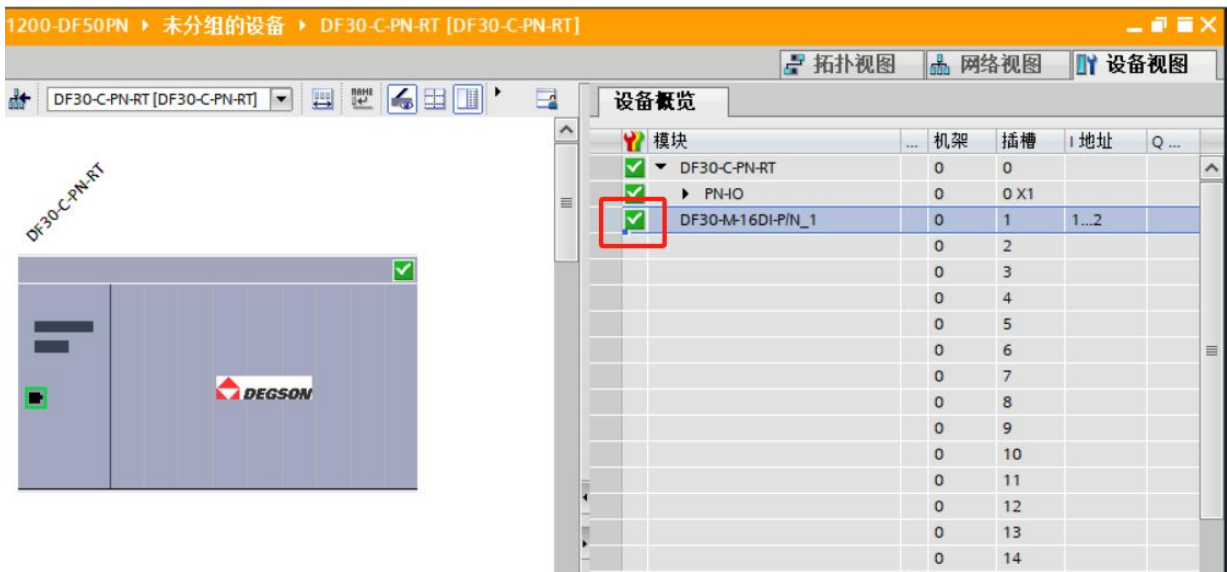 1200-DF50PN ▸ 未分组的设备 ▸ DF30-C-PN-RT [DF30-C-PN-RT]
拓扑视图 网络视图 设备视图
DF30-C-PN-RT [DF30-C-PN-RT]
设备概览
模块 ... 机架 插槽 I 地址 Q ...
DF30-C-PN-RT 0 0
PN-IO 0 0 X1
DF30-M-16DI-P/N_1 0 1 1...2
0 2
0 3
0 4
0 5
0 6
0 7
0 8
0 9
0 10
0 11
0 12
0 13
0 14
DF30-C-PN-RT
DEGSON